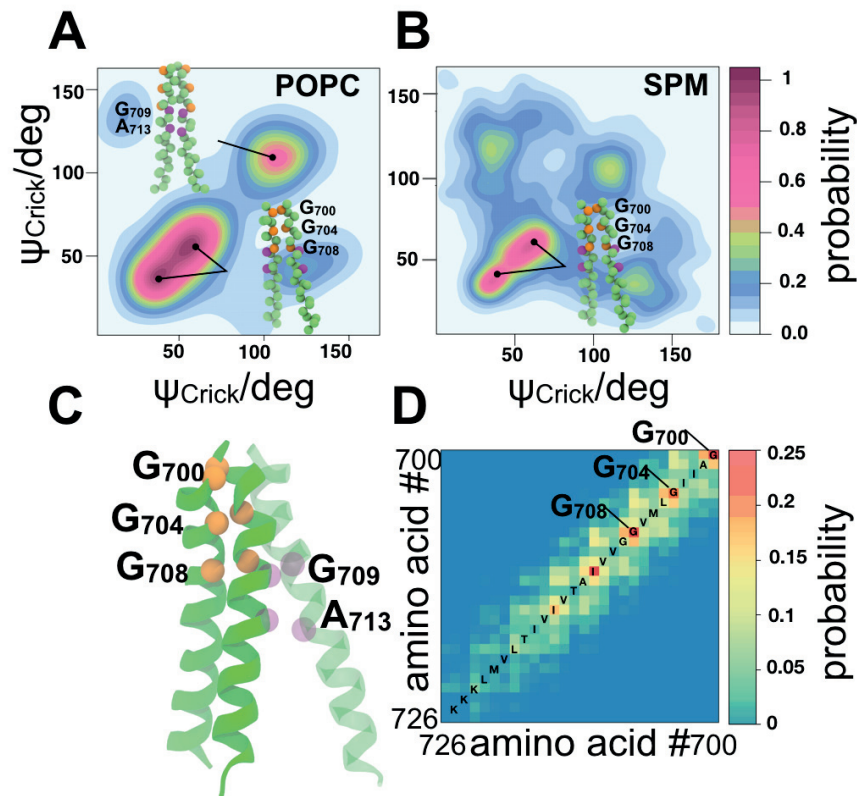 A
B
POPC
SPM
150
100
50
ΨCrick/deg
50
100
150
ΨCrick/deg
G709
A713
G700
G704
G708
150
100
50
50
100
150
ΨCrick/deg
G700
G704
G708
1
0.8
0.6
0.4
0.2
0.0
probability
C
G700
G704
G708
G709
A713
D
G700
G704
G708
700
amino acid #
726
726 amino acid #700
G
A
I
I
G
L
M
V
G
G
V
V
I
A
T
V
I
V
I
T
L
V
M
L
K
K
K
0.25
0.2
0.15
0.1
0.05
0
probability